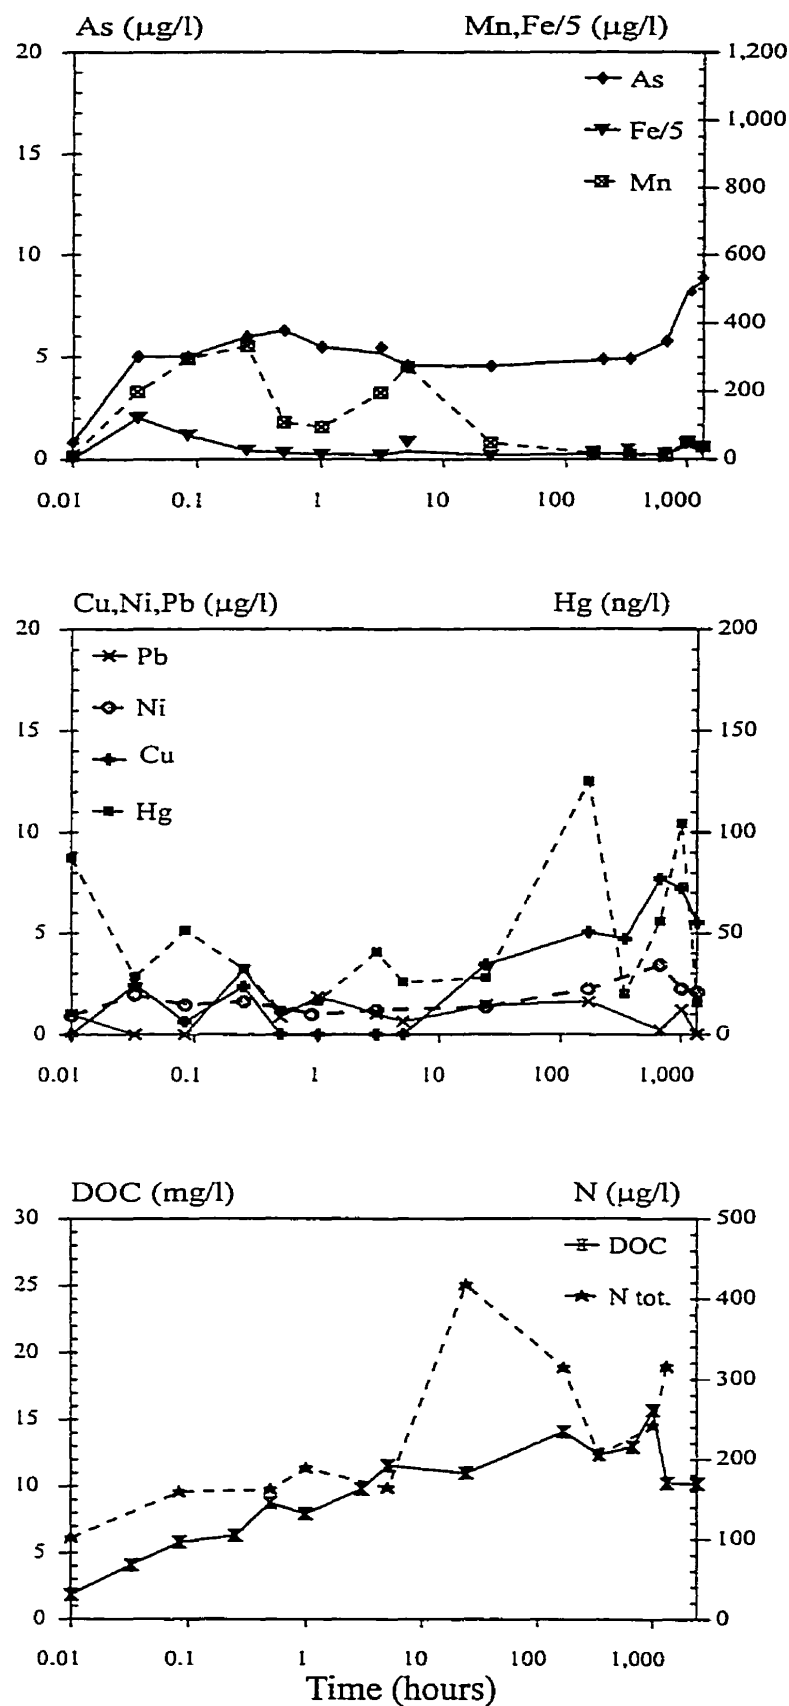 As (µg/l) Mn,Fe/5 (µg/l)
20 1,200
As
1,000
Fe/5
15
Mn
800
10 600
400
5
200
0 0
0.01 0.1 1 10 100 1,000
Cu,Ni,Pb (µg/l) Hg (ng/l)
20 200
Pb
Ni
15 150
Cu
Hg
10 100
5 50
0 0
0.01 0.1 1 10 100 1,000
DOC (mg/l) N (µg/l)
30 500
DOC
25
N tot.
400
20
300
15
200
10
100
5
0 0
0.01 0.1 1 10 100 1,000
Time (hours)